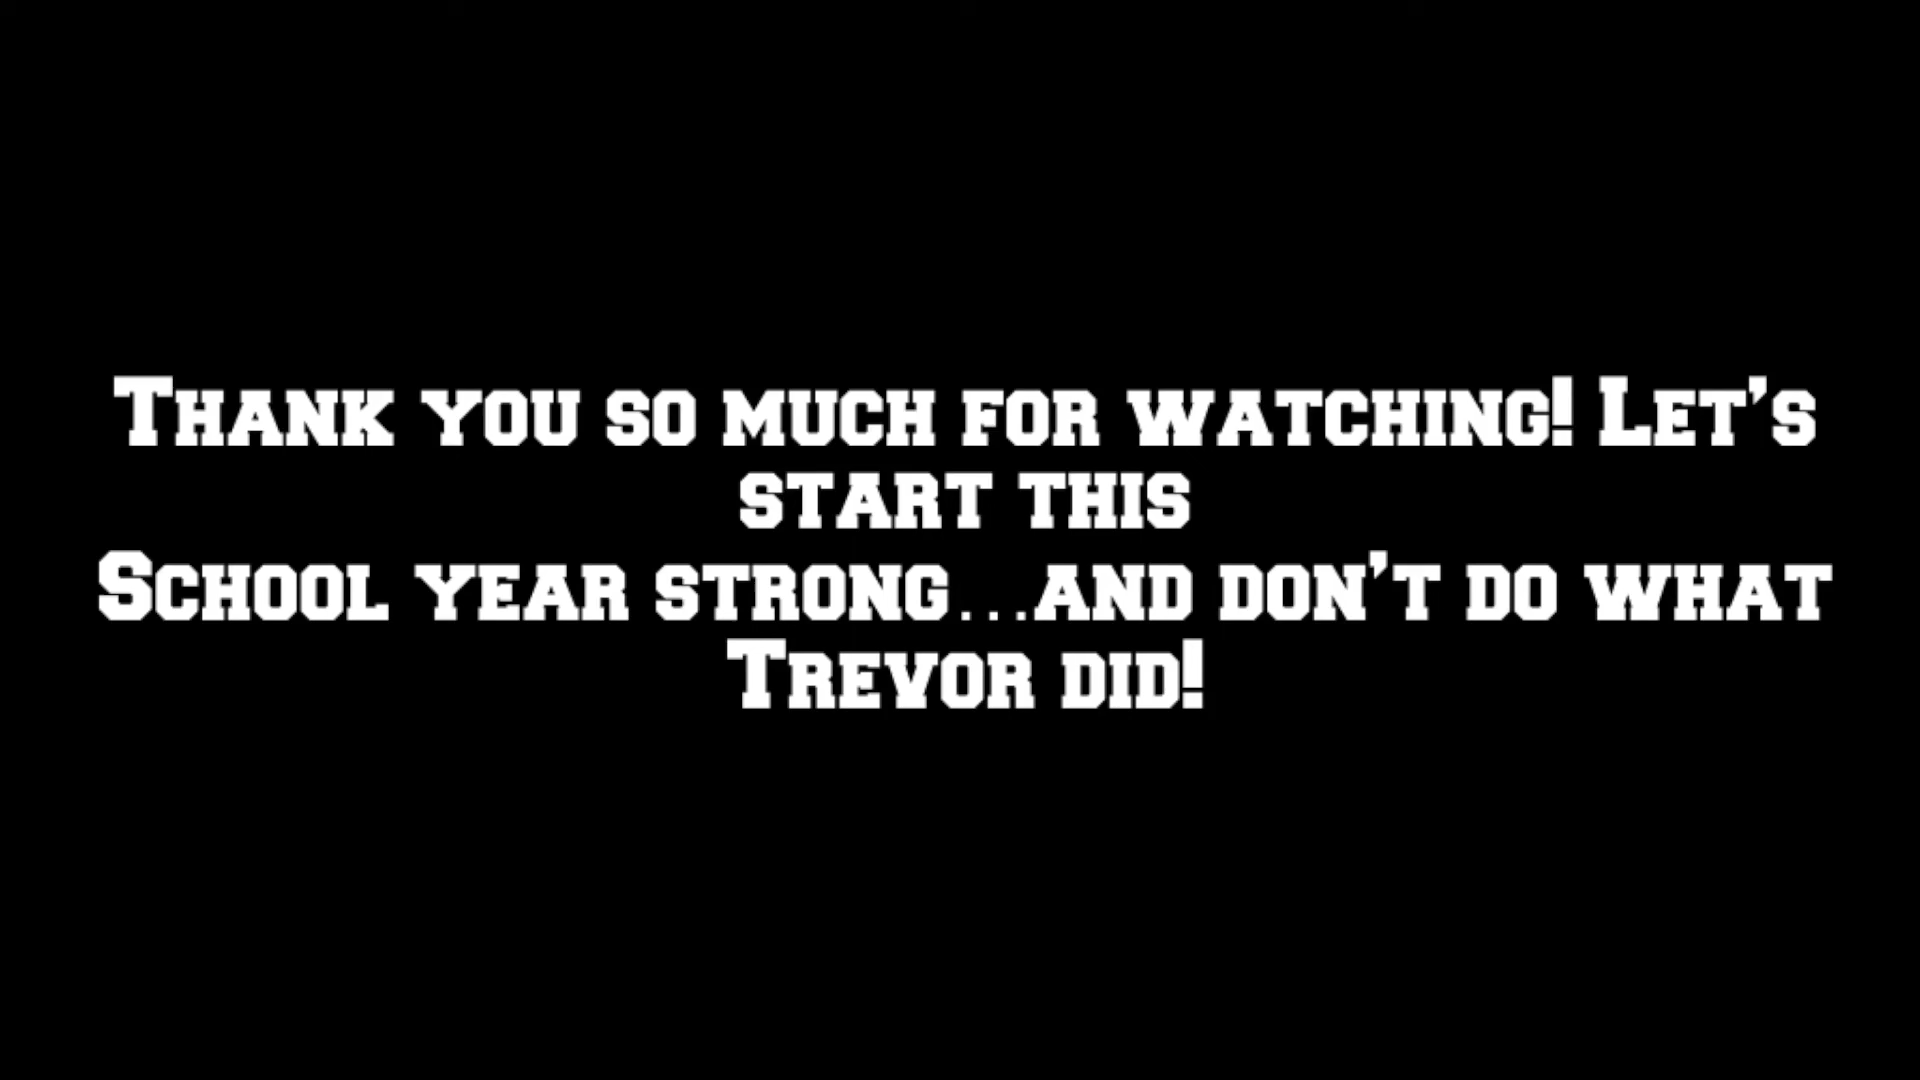 Thank you so much for watching! Let's
start this
School year strong...and don't do what
Trevor did!